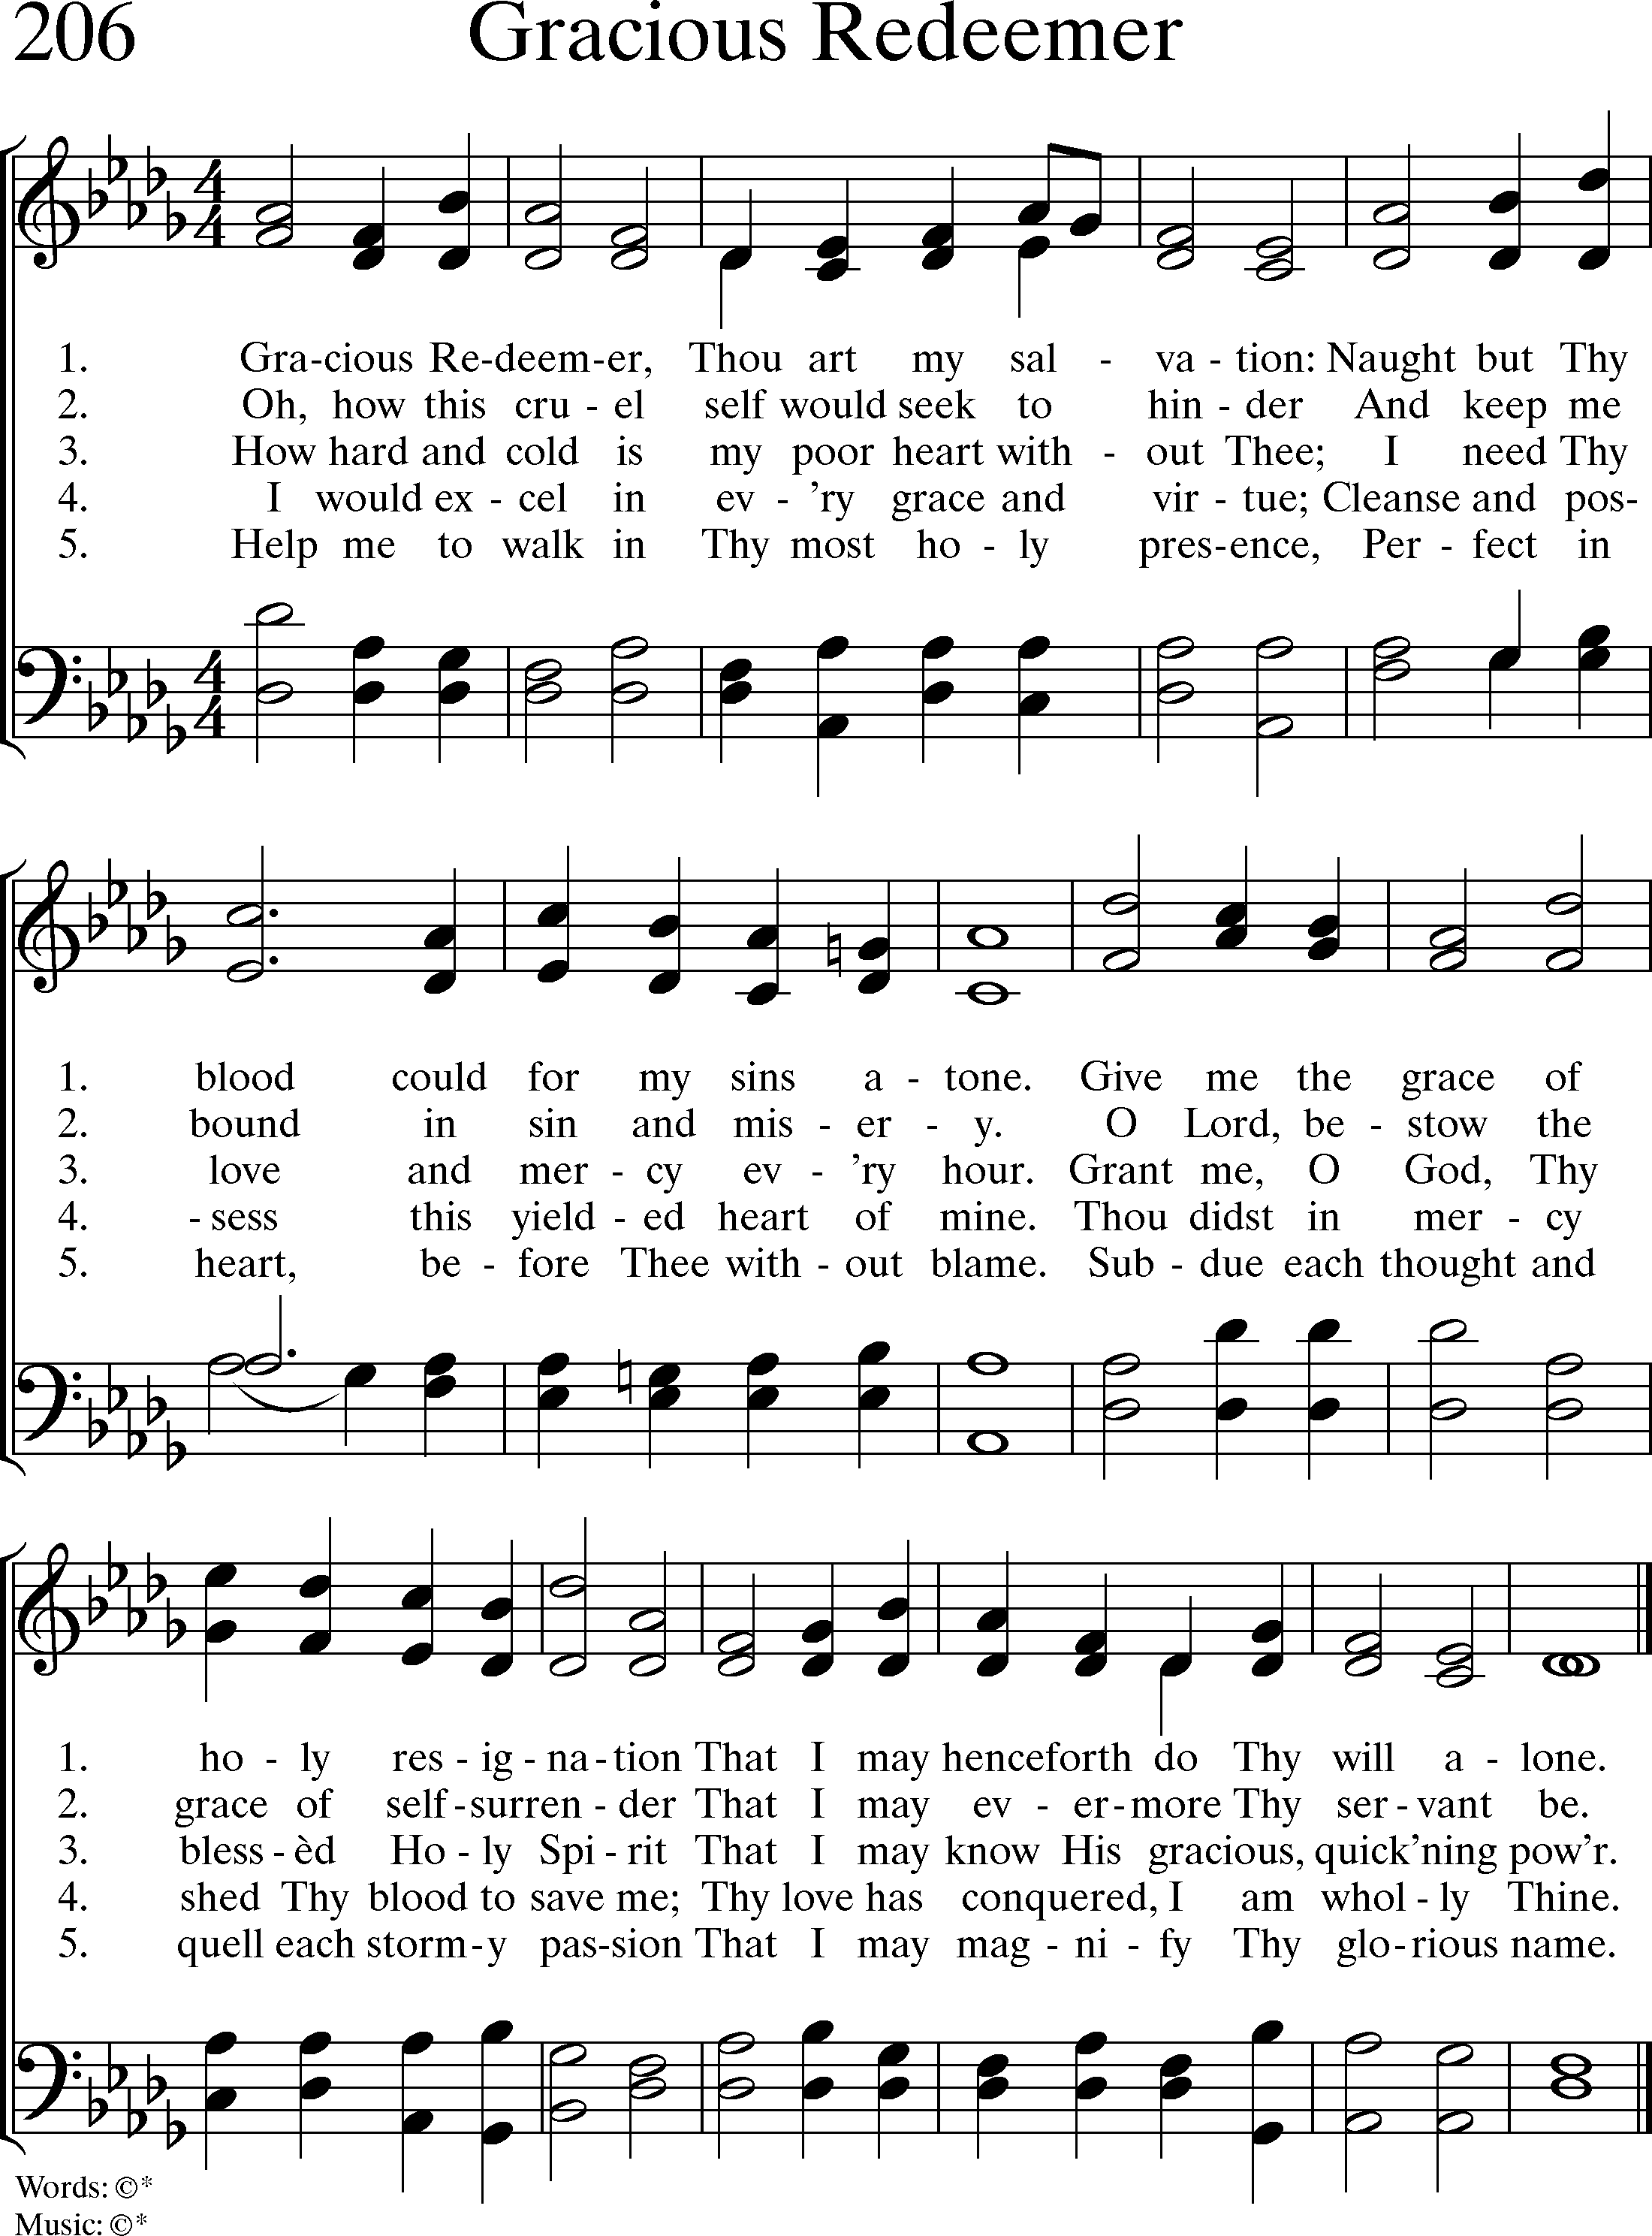 206 Gracious Redeemer
1. Gra-cious Re-deem-er, Thou art my sal - va - tion: Naught but Thy
2. Oh, how this cru - el self would seek to hin - der And keep me
3. How hard and cold is my poor heart with - out Thee; I need Thy
4. I would ex - cel in ev - 'ry grace and vir - tue; Cleanse and pos-
5. Help me to walk in Thy most ho - ly pres-ence, Per - fect in
1. blood could for my sins a - tone. Give me the grace of
2. bound in sin and mis - er - y. O Lord, be - stow the
3. love and mer - cy ev - 'ry hour. Grant me, O God, Thy
4. - sess this yield - ed heart of mine. Thou didst in mer - cy
5. heart, be - fore Thee with - out blame. Sub - due each thought and
1. ho - ly res - ig - na - tion That I may henceforth do Thy will a - lone.
2. grace of self - surren - der That I may ev - er - more Thy ser - vant be.
3. bless - èd Ho - ly Spi - rit That I may know His gracious, quick'ning pow'r.
4. shed Thy blood to save me; Thy love has conquered, I am whol - ly Thine.
5. quell each storm - y pas-sion That I may mag - ni - fy Thy glo - rious name.
Words: ©*
Music: ©*